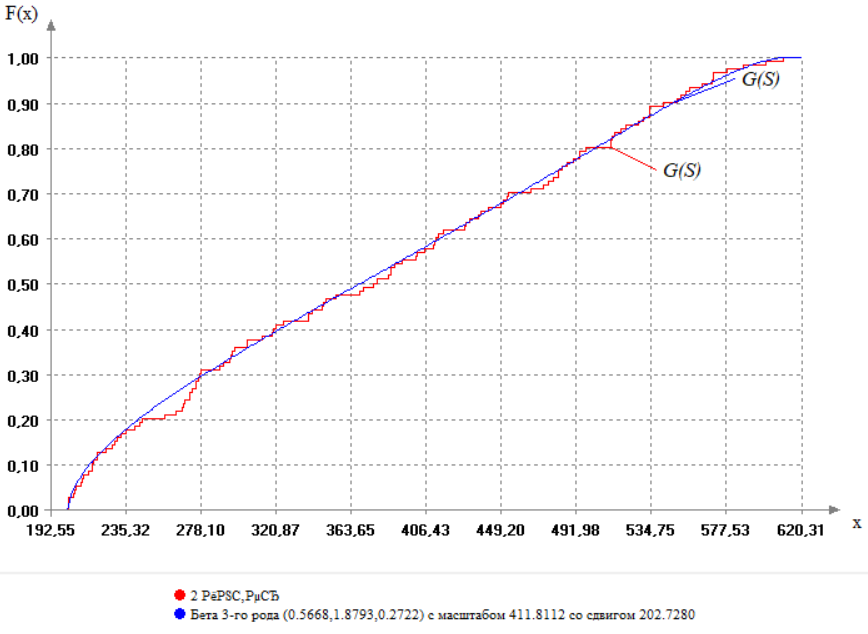 F(x)
1,00
0,90
G(S)
0,80
G(S)
0,70
0,60
0,50
0,40
0,30
0,20
0,10
0,00
192,55 235,32 278,10 320,87 363,65 406,43 449,20 491,98 534,75 577,53 620,31
x
2 РєРЅС‚РµСЂ
Бета 3-го рода (0.5668,1.8793,0.2722) с масштабом 411.8112 со сдвигом 202.7280